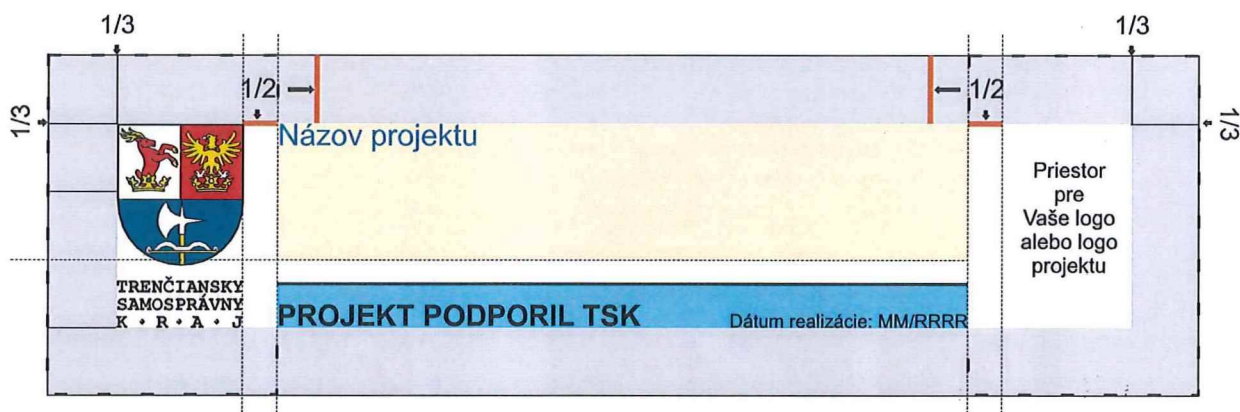 1/3
1/3
1/2
1/2
1/3
1/3
Názov projektu
Priestor
pre
Vaše logo
alebo logo
projektu
TRENČIANSKY
SAMOSPRÁVNY
K · R · A · J
PROJEKT PODPORIL TSK
Dátum realizácie: MM/RRRR